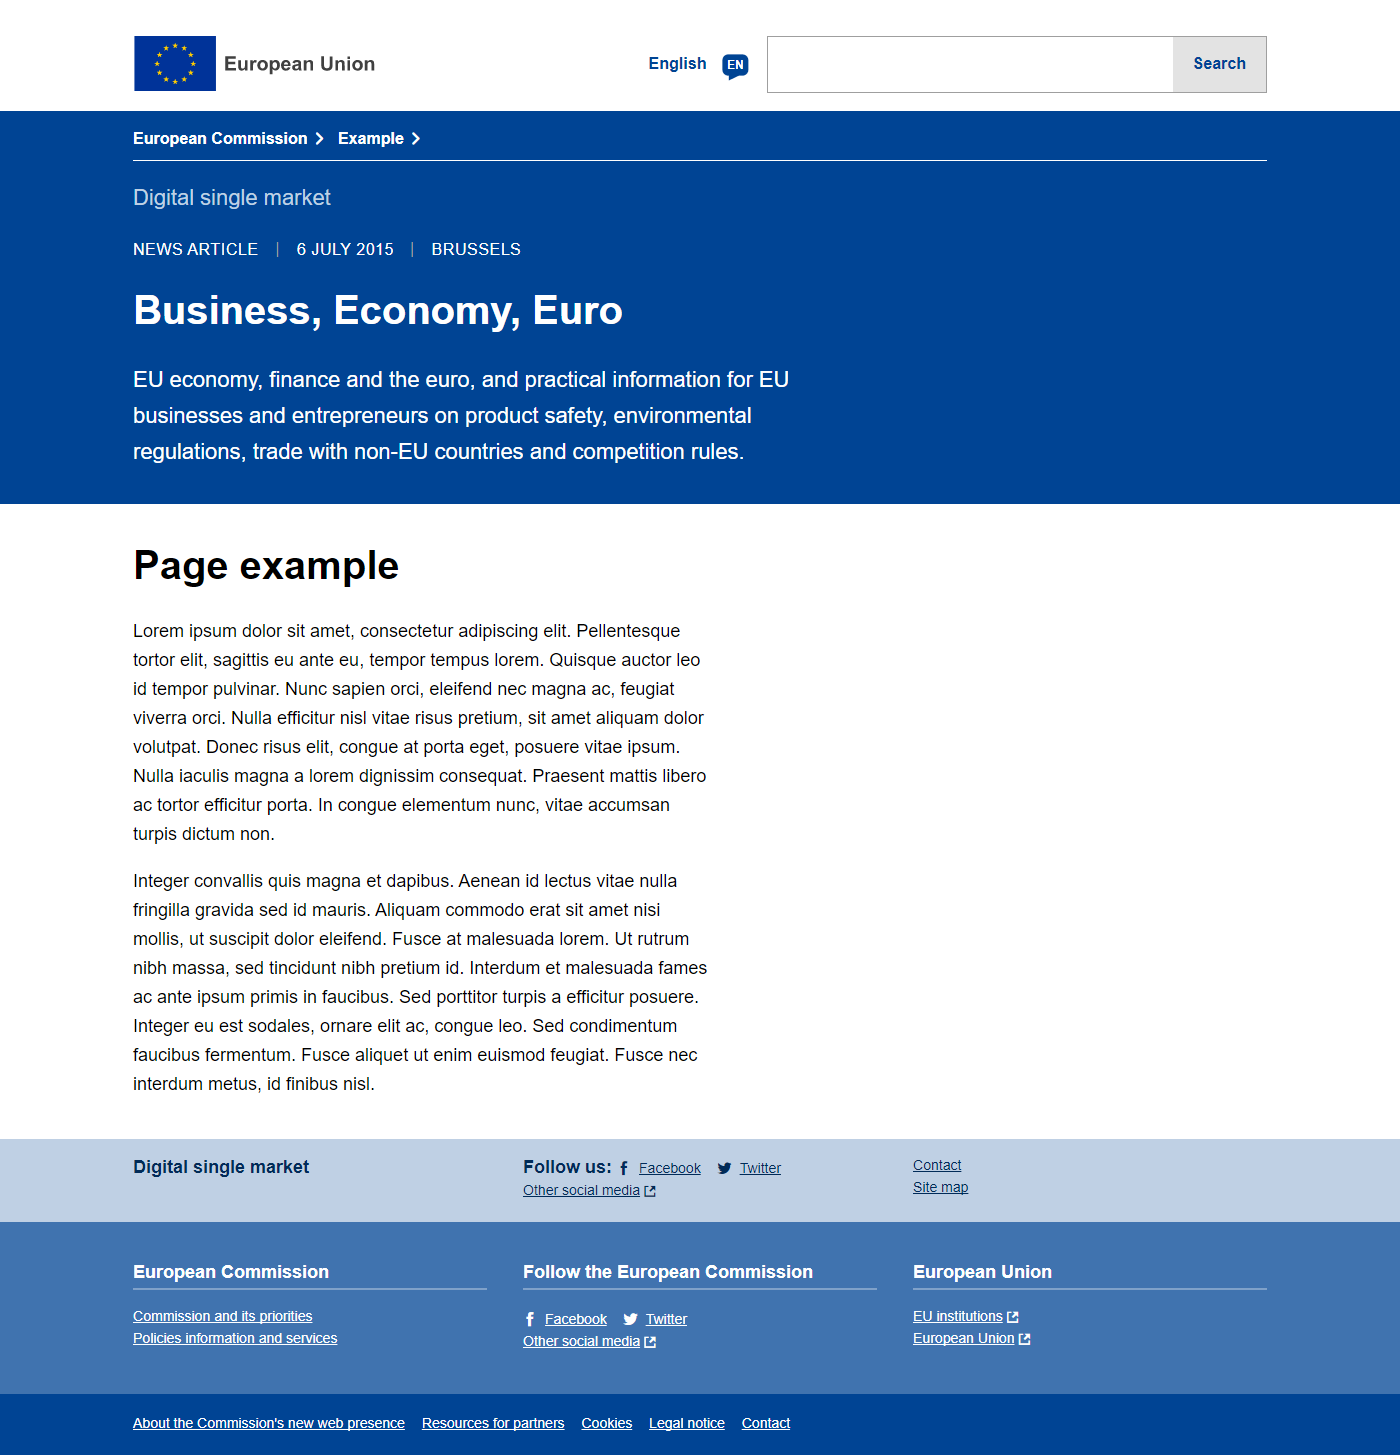 European Union
English EN Search
European Commission Example
Digital single market
NEWS ARTICLE | 6 JULY 2015 | BRUSSELS
Business, Economy, Euro
EU economy, finance and the euro, and practical information for EU
businesses and entrepreneurs on product safety, environmental
regulations, trade with non-EU countries and competition rules.
Page example
Lorem ipsum dolor sit amet, consectetur adipiscing elit. Pellentesque
tortor elit, sagittis eu ante eu, tempor tempus lorem. Quisque auctor leo
id tempor pulvinar. Nunc sapien orci, eleifend nec magna ac, feugiat
viverra orci. Nulla efficitur nisl vitae risus pretium, sit amet aliquam dolor
volutpat. Donec risus elit, congue at porta eget, posuere vitae ipsum.
Nulla iaculis magna a lorem dignissim consequat. Praesent mattis libero
ac tortor efficitur porta. In congue elementum nunc, vitae accumsan
turpis dictum non.
Integer convallis quis magna et dapibus. Aenean id lectus vitae nulla
fringilla gravida sed id mauris. Aliquam commodo erat sit amet nisi
mollis, ut suscipit dolor eleifend. Fusce at malesuada lorem. Ut rutrum
nibh massa, sed tincidunt nibh pretium id. Interdum et malesuada fames
ac ante ipsum primis in faucibus. Sed porttitor turpis a efficitur posuere.
Integer eu est sodales, ornare elit ac, congue leo. Sed condimentum
faucibus fermentum. Fusce aliquet ut enim euismod feugiat. Fusce nec
interdum metus, id finibus nisl.
Digital single market
Follow us: Facebook Twitter
Other social media
Contact
Site map
European Commission
Commission and its priorities
Policies information and services
Follow the European Commission
Facebook Twitter
Other social media
European Union
EU institutions
European Union
About the Commission's new web presence Resources for partners Cookies Legal notice Contact